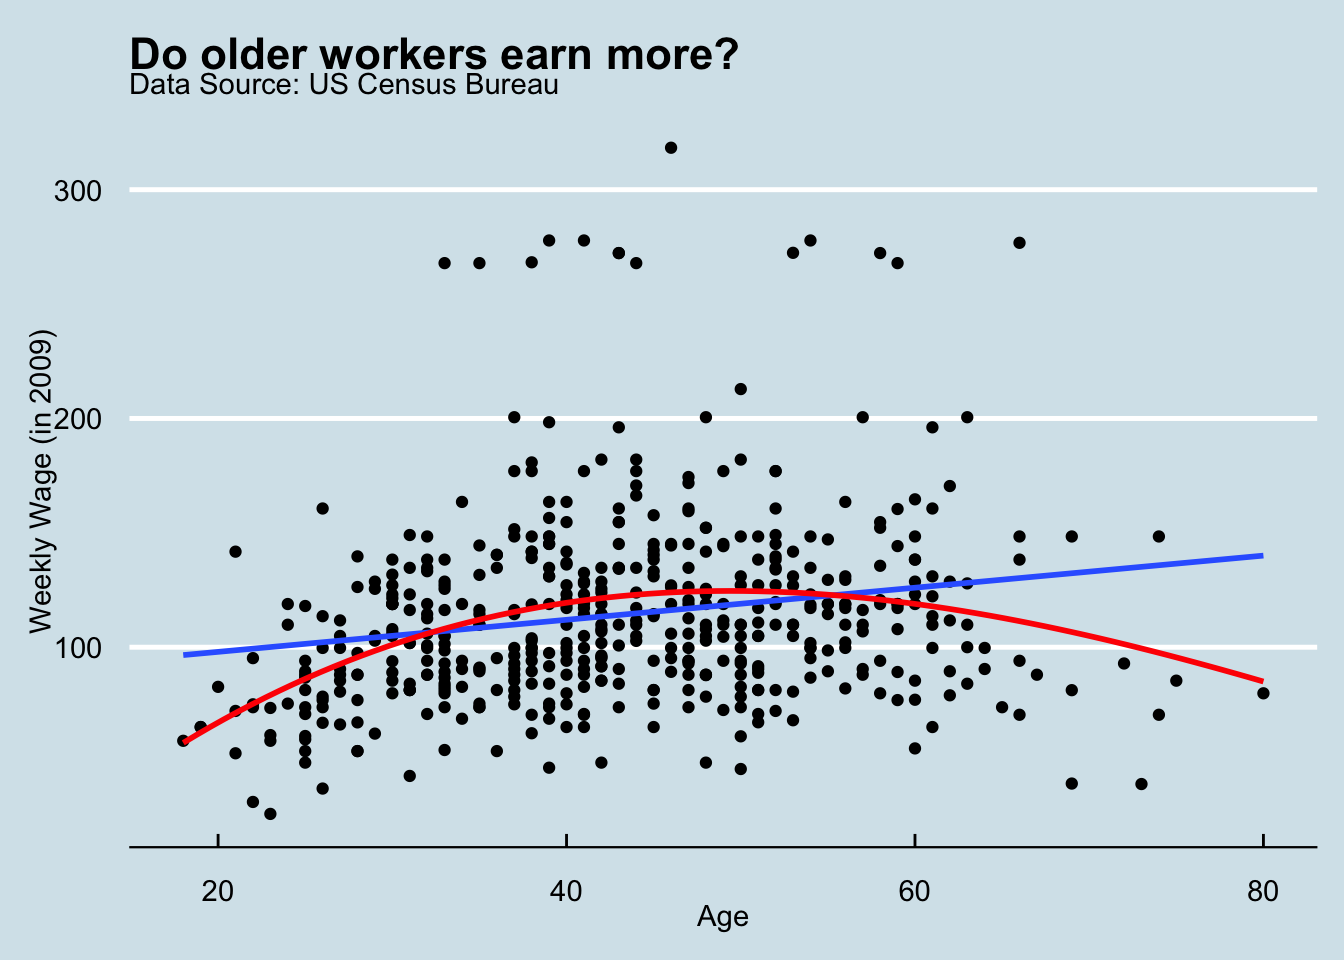 Do older workers earn more?
Data Source: US Census Bureau
300
200
100
Weekly Wage (in 2009)
20 40 60 80
Age